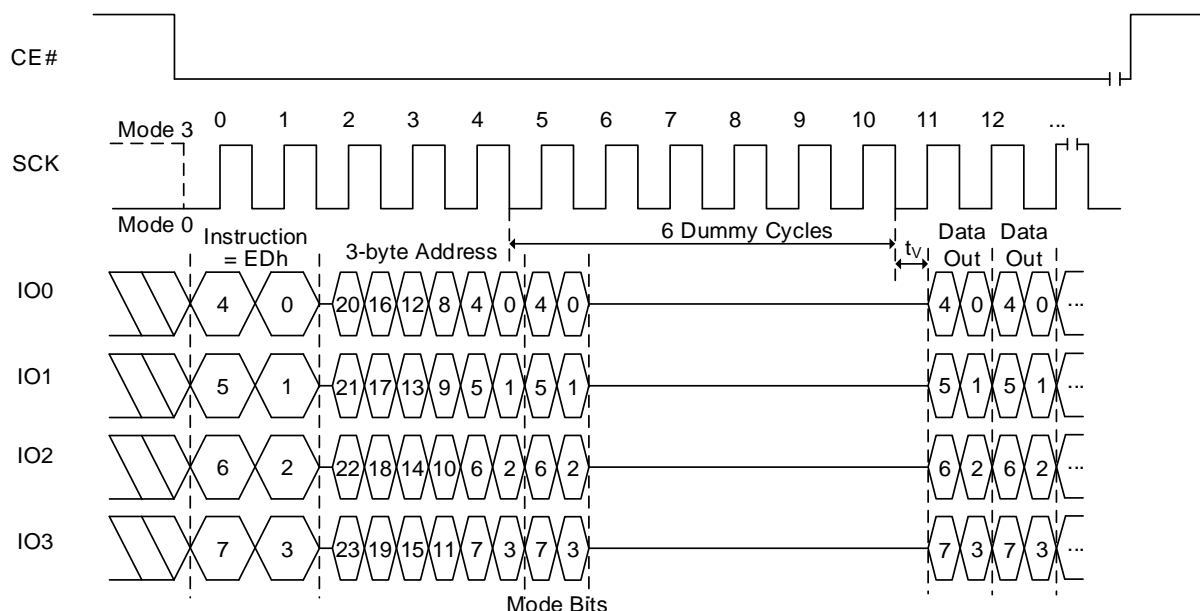 CE#
0 1 2 3 4 5 6 7 8 9 10 11 12 ...
Mode 3
SCK
Mode 0
Instruction
= EDh
3-byte Address
6 Dummy Cycles
tV
Data
Out
Data
Out
IO0 4 0 20 16 12 8 4 0 4 0 4 0 4 0 ...
IO1 5 1 21 17 13 9 5 1 5 1 5 1 5 1 ...
IO2 6 2 22 18 14 10 6 2 6 2 6 2 6 2 ...
IO3 7 3 23 19 15 11 7 3 7 3 7 3 7 3 ...
Mode Bits